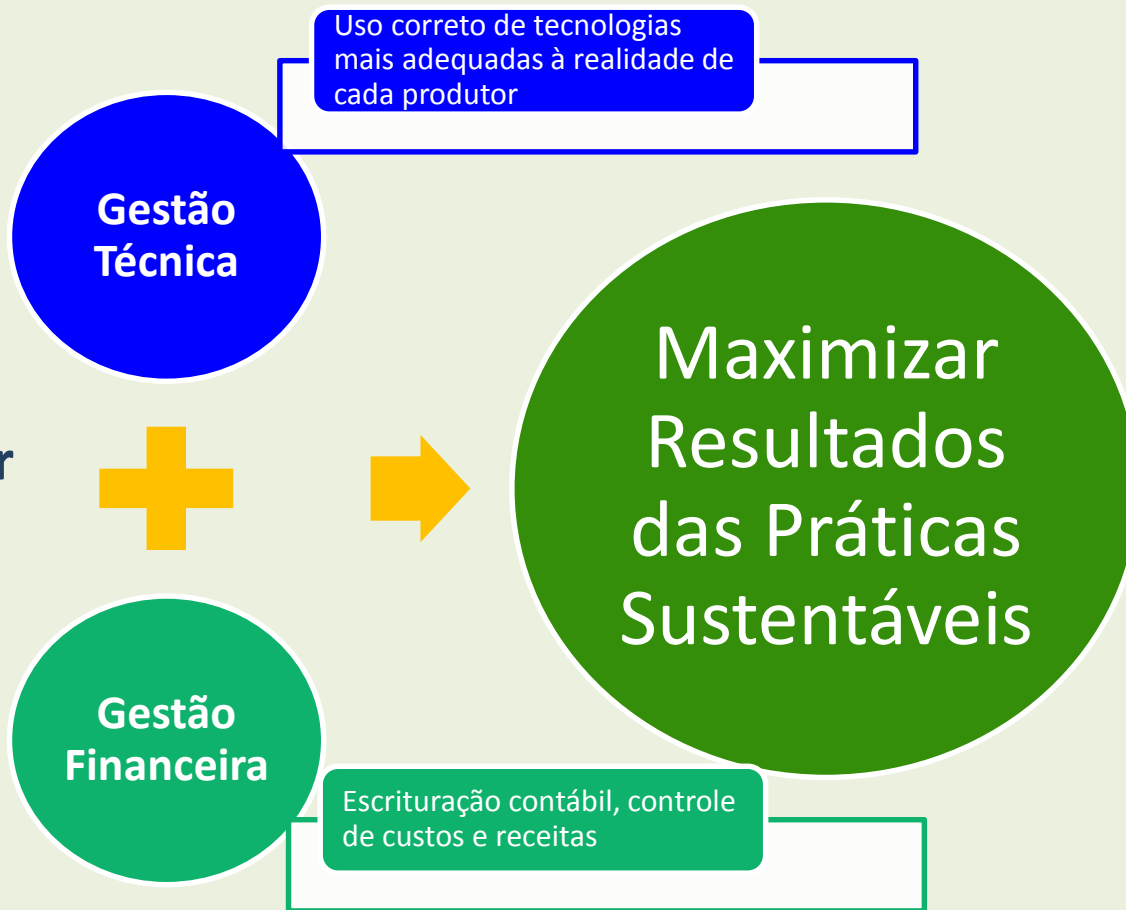 Uso correto de tecnologias
mais adequadas à realidade de
cada produtor
Gestão
Técnica
Maximizar
Resultados
das Práticas
Sustentáveis
Gestão
Financeira
Escrituração contábil, controle
de custos e receitas